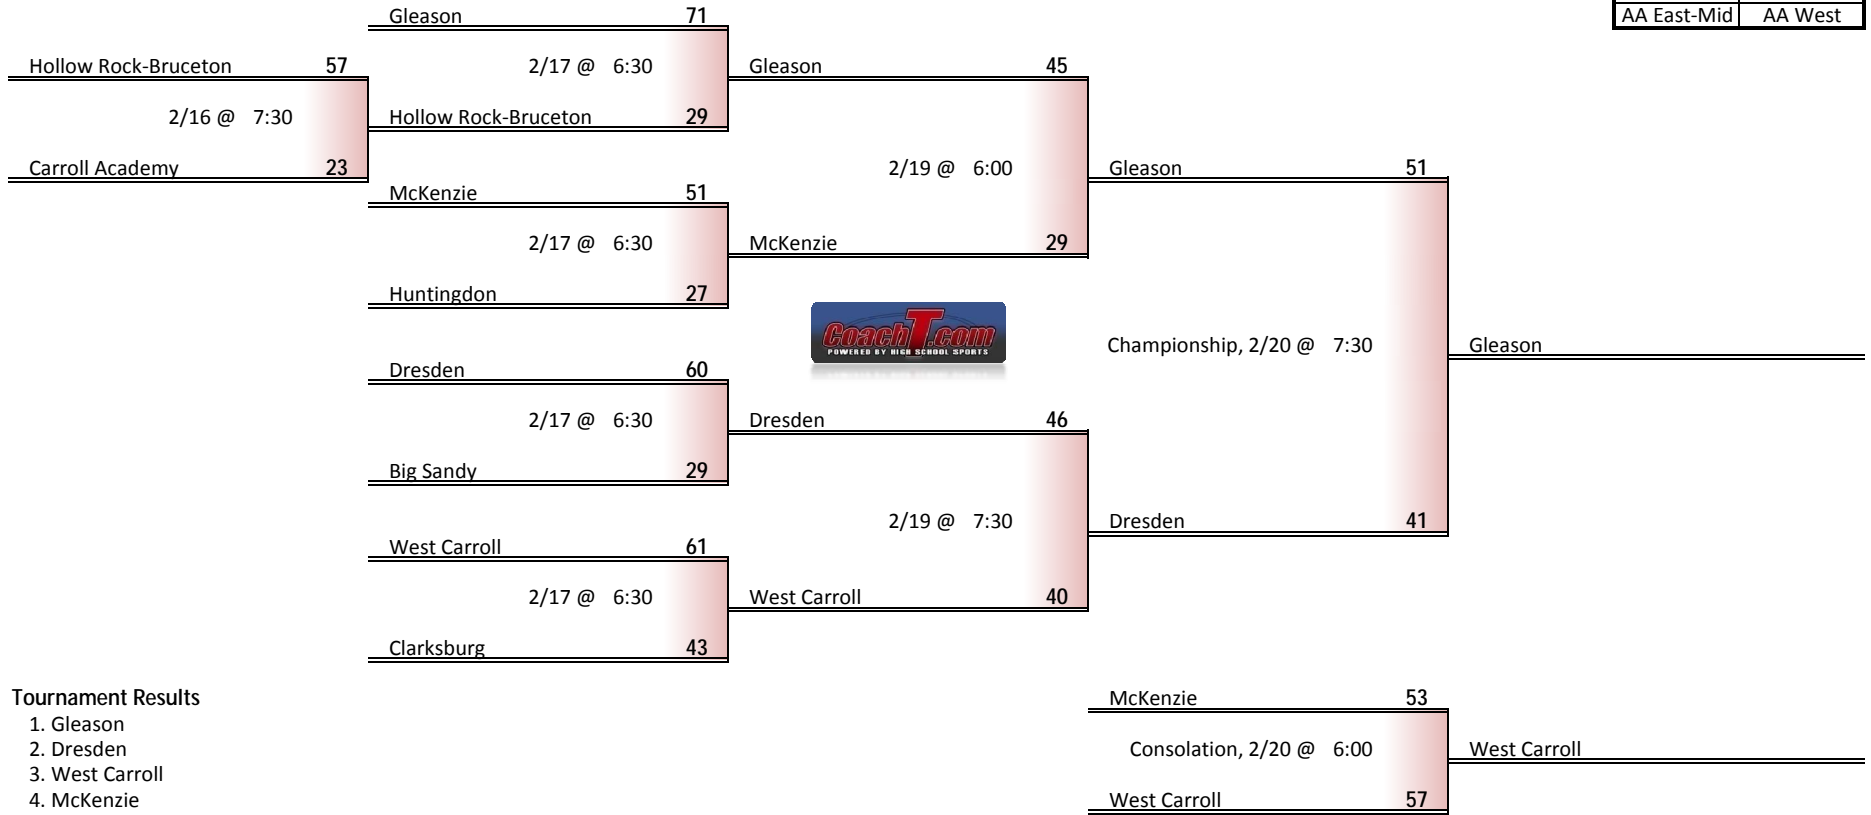 AA East-Mid AA West
Gleason 71
Hollow Rock-Bruceton 57
2/17 @ 6:30
Gleason 45
2/16 @ 7:30
Hollow Rock-Bruceton 29
Carroll Academy 23
2/19 @ 6:00
Gleason 51
McKenzie 51
2/17 @ 6:30
McKenzie 29
Huntingdon 27
CoachT.com
POWERED BY HIGH SCHOOL SPORTS
Championship, 2/20 @ 7:30
Gleason
Dresden 60
2/17 @ 6:30
Dresden 46
Big Sandy 29
2/19 @ 7:30
Dresden 41
West Carroll 61
2/17 @ 6:30
West Carroll 40
Clarksburg 43
Tournament Results
1. Gleason
2. Dresden
3. West Carroll
4. McKenzie
McKenzie 53
Consolation, 2/20 @ 6:00
West Carroll
West Carroll 57